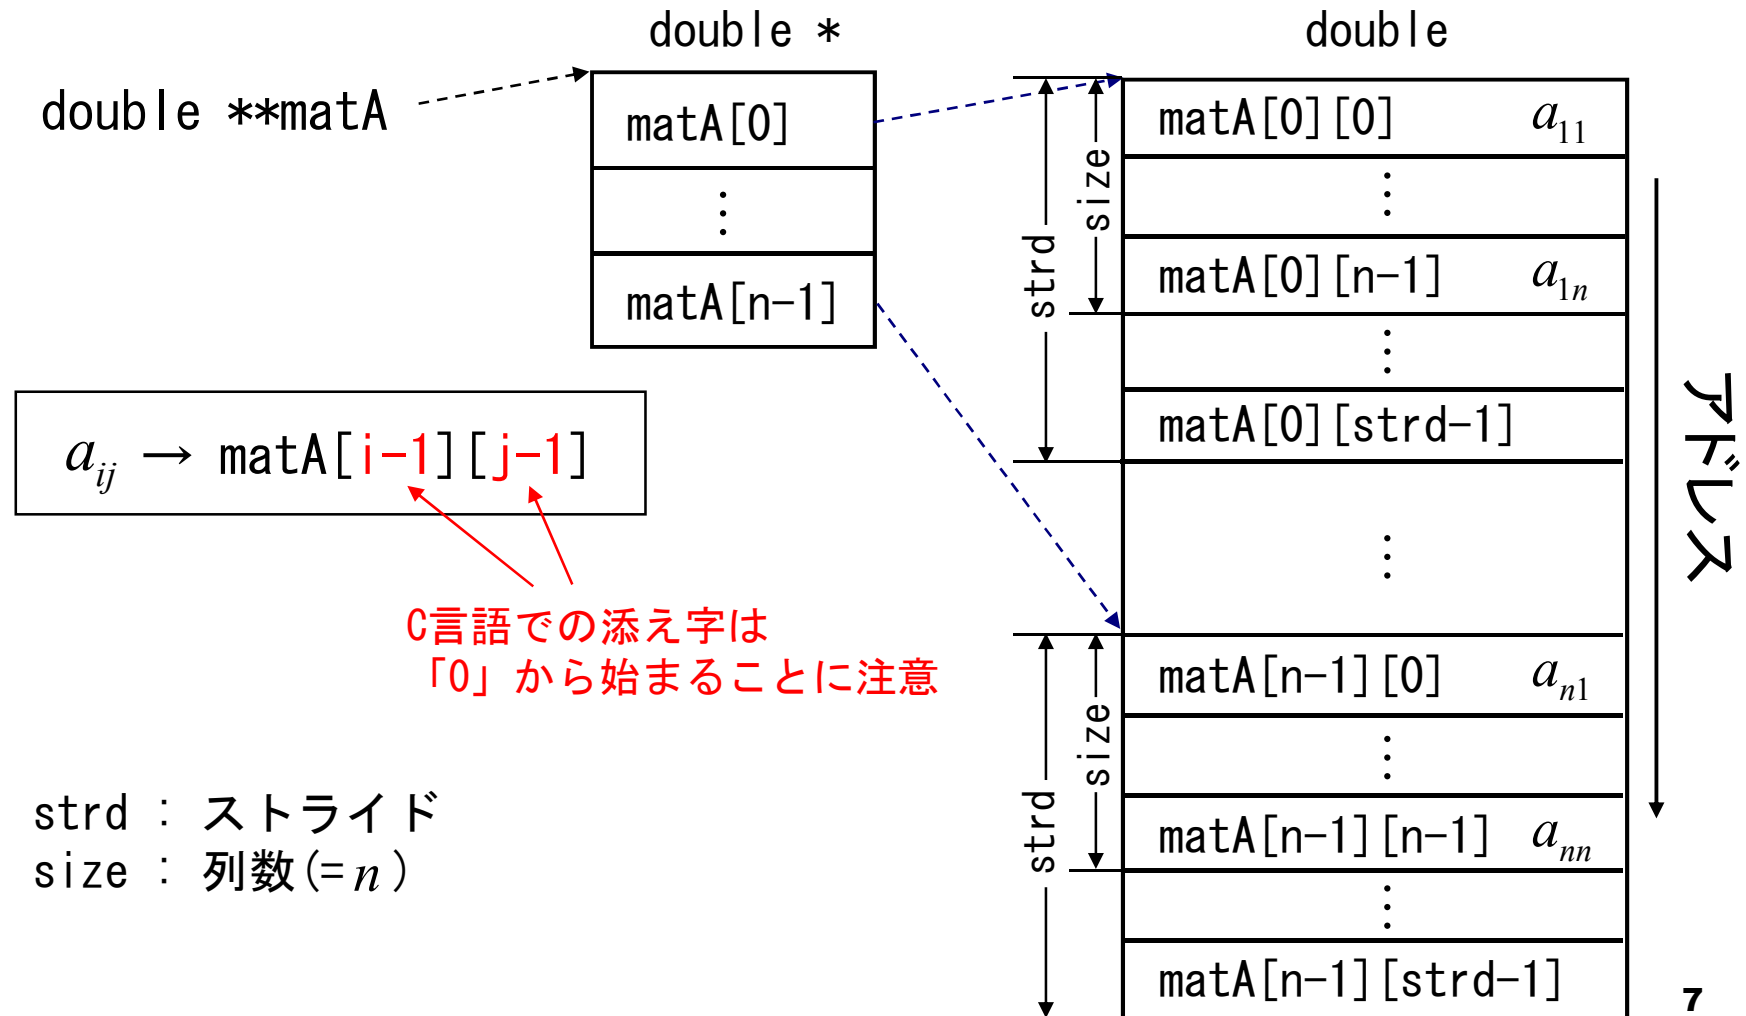 double **matA
double *
matA[0]
⋮
matA[n-1]
double
matA[0][0] a11
⋮
matA[0][n-1] a1n
⋮
matA[0][strd-1]
⋮
matA[n-1][0] an1
⋮
matA[n-1][n-1] ann
⋮
matA[n-1][strd-1]
strd
size
strd
size
アドレス
aij → matA[i-1][j-1]
C言語での添え字は
「0」から始まることに注意
strd : ストライド
size : 列数(=n)
7